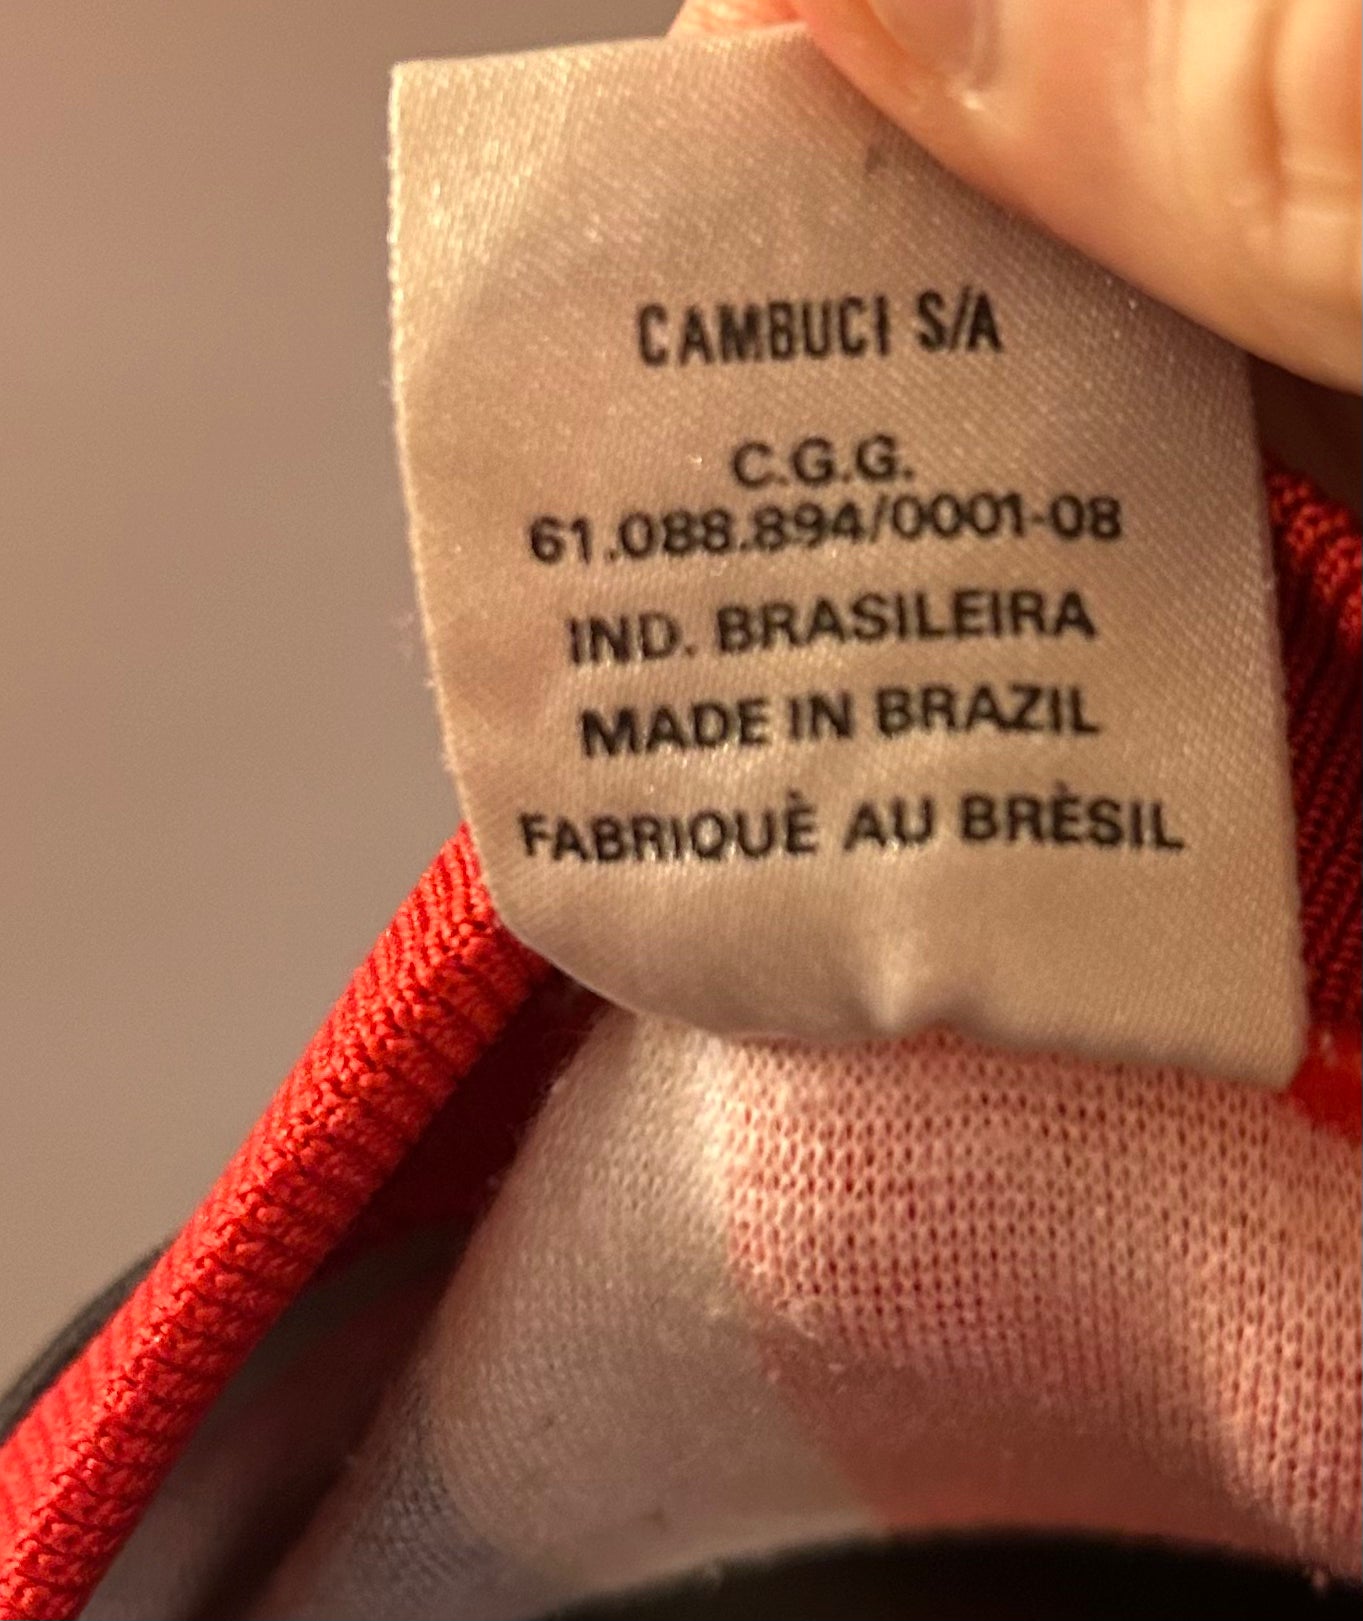 CAMBUCI S/A
C.G.G.
61.088.894/0001-08
IND. BRASILEIRA
MADE IN BRAZIL
FABRIQUÈ AU BRÈSIL